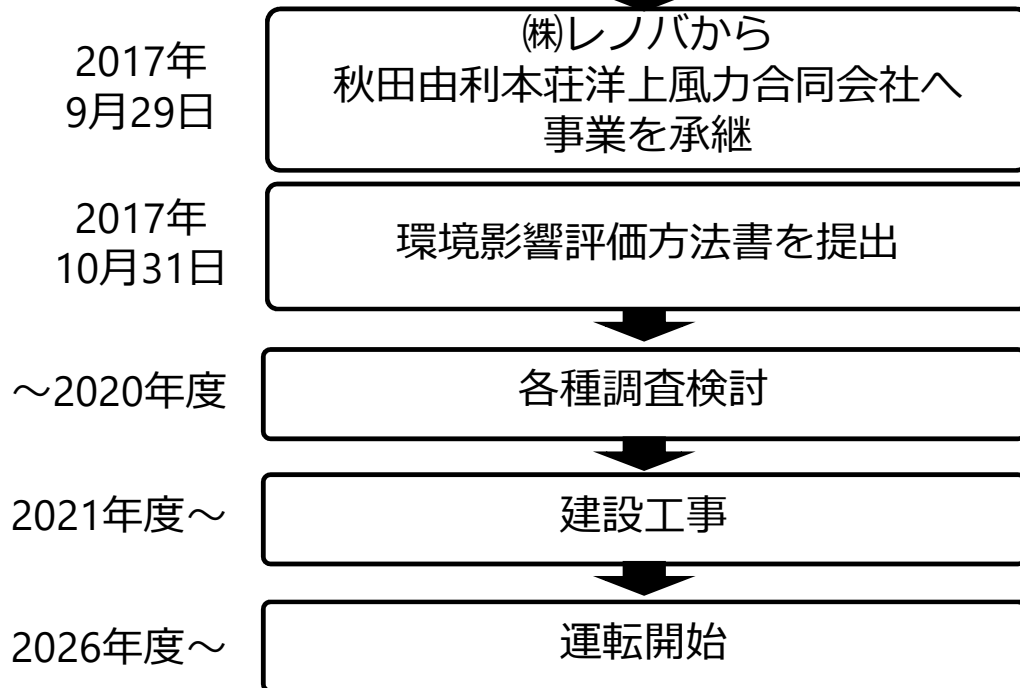 2017年
9月29日
㈱レノバから
秋田由利本荘洋上風力合同会社へ
事業を承継
2017年
10月31日
環境影響評価方法書を提出
～2020年度
各種調査検討
2021年度～
建設工事
2026年度～
運転開始